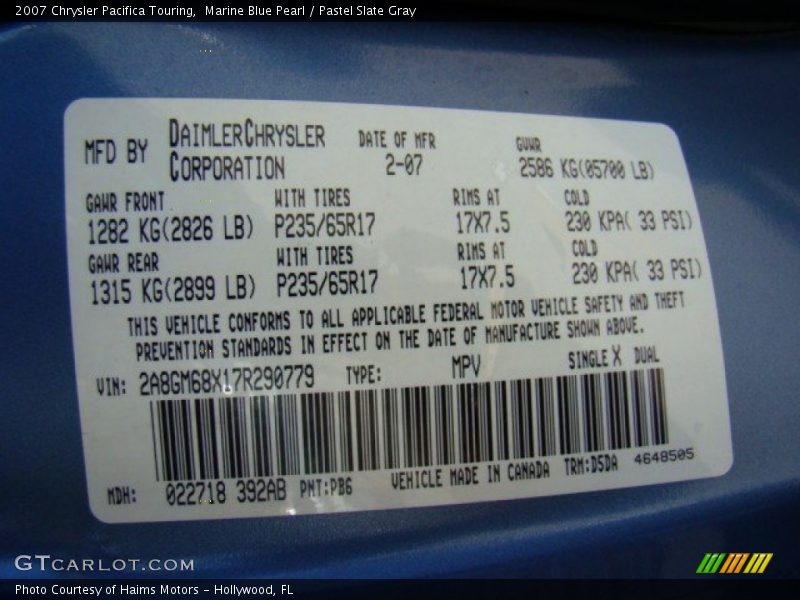 2007 Chrysler Pacifica Touring,  Marine Blue Pearl / Pastel Slate Gray
MFD BY DAIMLERCHRYSLER CORPORATION DATE OF MFR 2-07 GVWR 2586 KG(05700 LB)
GAWR FRONT WITH TIRES RIMS AT COLD
1282 KG(2826 LB) P235/65R17 17X7.5 230 KPA( 33 PSI)
GAWR REAR WITH TIRES RIMS AT COLD
1315 KG(2899 LB) P235/65R17 17X7.5 230 KPA( 33 PSI)
THIS VEHICLE CONFORMS TO ALL APPLICABLE FEDERAL MOTOR VEHICLE SAFETY AND THEFT
PREVENTION STANDARDS IN EFFECT ON THE DATE OF MANUFACTURE SHOWN ABOVE.
VIN: 2A8GM68X17R290779 TYPE: MPV SINGLE X DUAL
MDH: 022718 392AB PNT:PB6 VEHICLE MADE IN CANADA TRM:D5DA 4648505
GTCARLOT.COM
Photo Courtesy of Haims Motors – Hollywood, FL